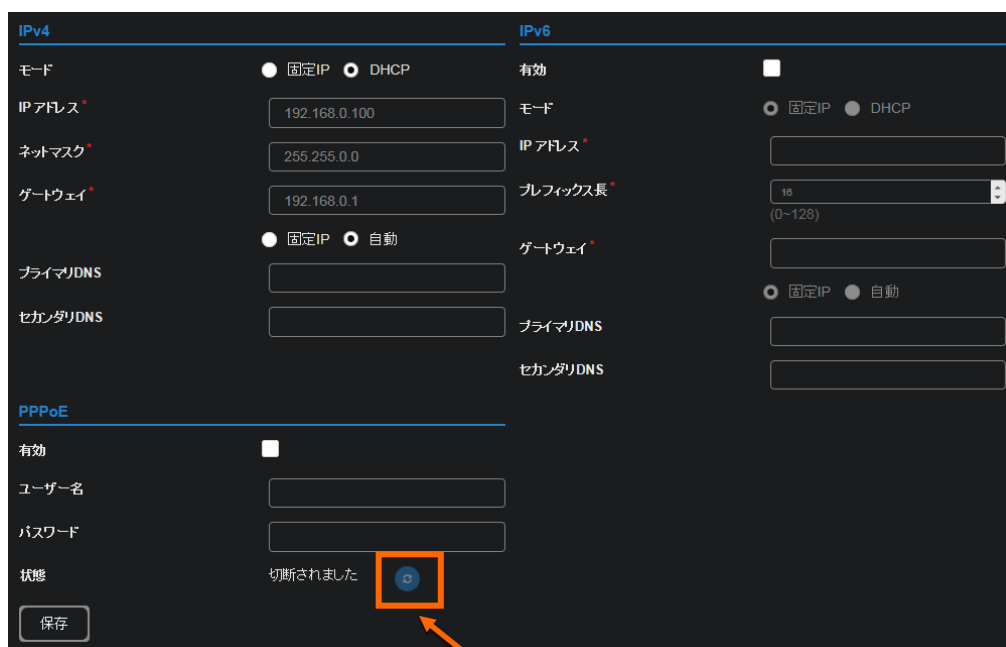 IPv4
モード 固定IP DHCP
IP アドレス*
192.168.0.100
ネットマスク*
255.255.0.0
ゲートウェイ*
192.168.0.1
固定IP 自動
プライマリDNS
セカンダリDNS
PPPoE
有効
ユーザー名
パスワード
状態 切断されました
保存
IPv6
有効
モード 固定IP DHCP
IP アドレス*
プレフィックス長*
16
(0~128)
ゲートウェイ*
固定IP 自動
プライマリDNS
セカンダリDNS